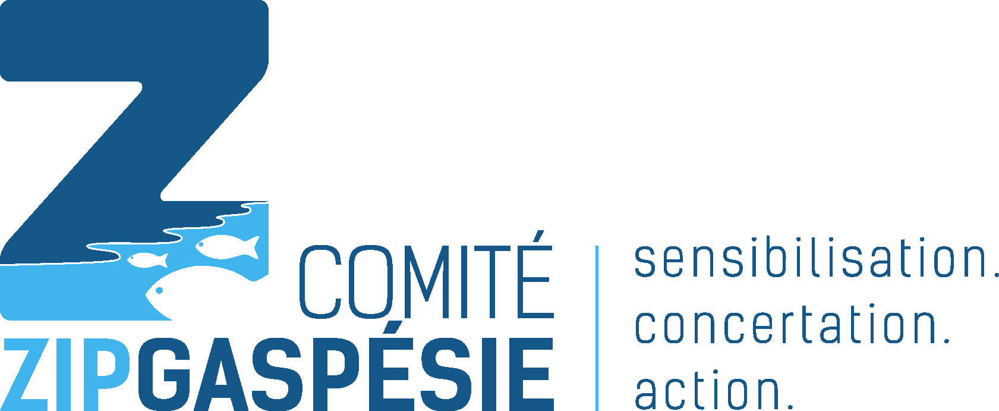 COMITÉ
ZIPGASPÉSIE
sensibilisation.
concertation.
action.